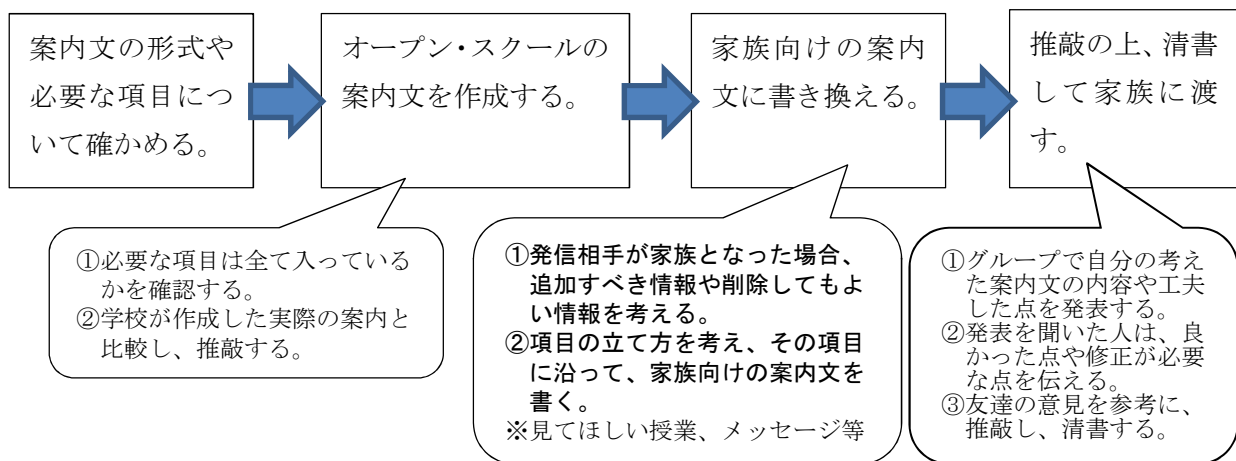 案内文の形式や
必要な項目につ
いて確かめる。
オープン・スクールの
案内文を作成する。
家族向けの案内
文に書き換える。
推敲の上、清書
して家族に渡
す。
①必要な項目は全て入っている
かを確認する。
②学校が作成した実際の案内と
比較し、推敲する。
①発信相手が家族となった場合、
追加すべき情報や削除してもよ
い情報を考える。
②項目の立て方を考え、その項目
に沿って、家族向けの案内文を
書く。
※見てほしい授業、メッセージ等
①グループで自分の考え
た案内文の内容や工夫
した点を発表する。
②発表を聞いた人は、良
かった点や修正が必要
な点を伝える。
③友達の意見を参考に、
推敲し、清書する。